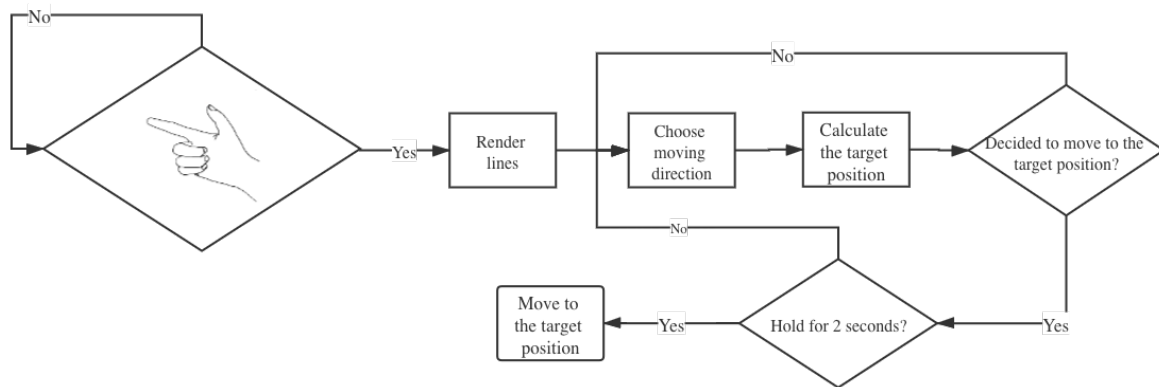 No
Yes
Render
lines
Choose
moving
direction
Calculate
the target
position
No
Decided to move to the
target position?
No
Move to
the target
position
Yes
Hold for 2 seconds?
Yes